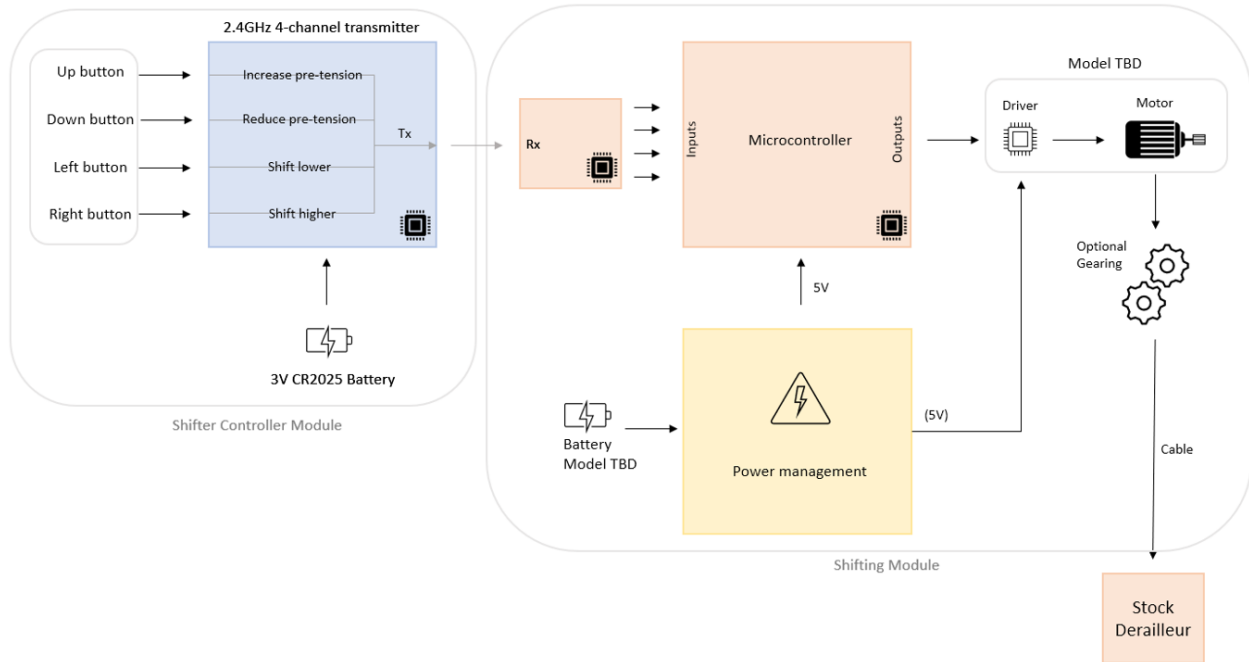 2.4GHz 4-channel transmitter
Up button
Increase pre-tension
Down button
Reduce pre-tension
Left button
Shift lower
Right button
Shift higher
Tx
3V CR2025 Battery
Shifter Controller Module
Rx
Inputs
Microcontroller
Outputs
Model TBD
Driver
Motor
Optional
Gearing
5V
Battery
Model TBD
Power management
(5V)
Cable
Shifting Module
Stock
Derailleur